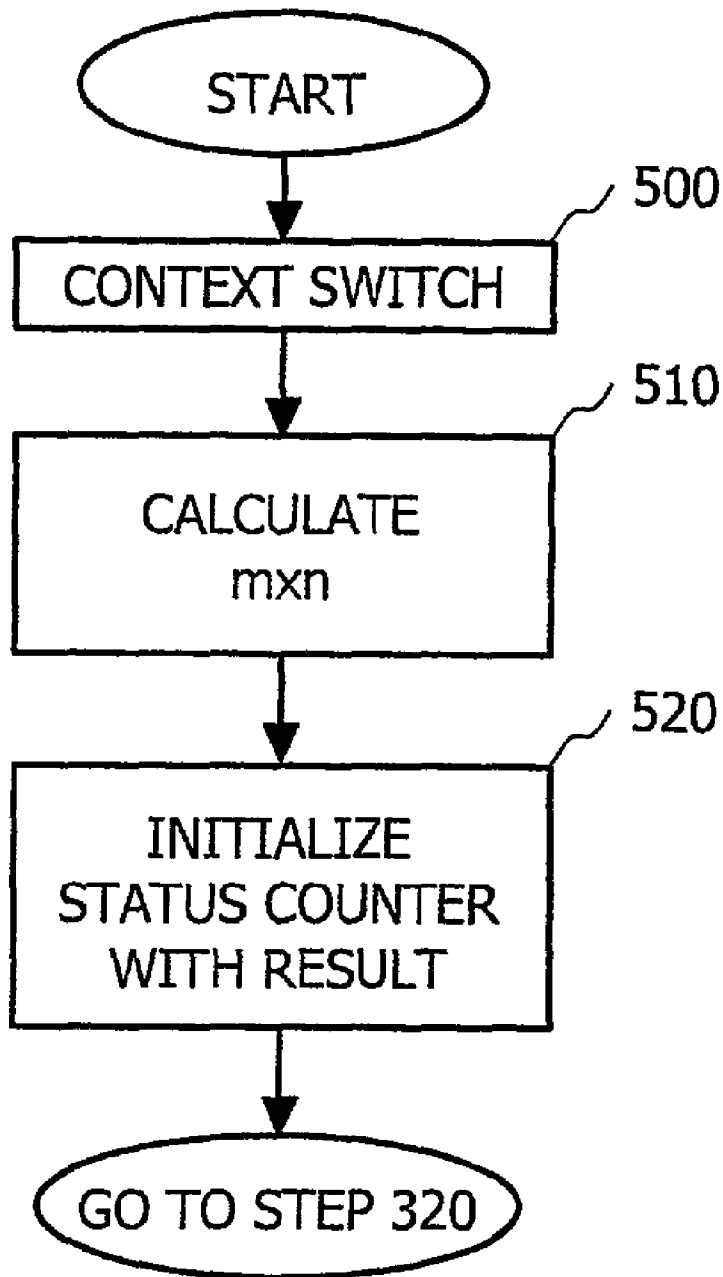 START
500
CONTEXT SWITCH
510
CALCULATE
mxn
520
INITIALIZE
STATUS COUNTER
WITH RESULT
GO TO STEP 320